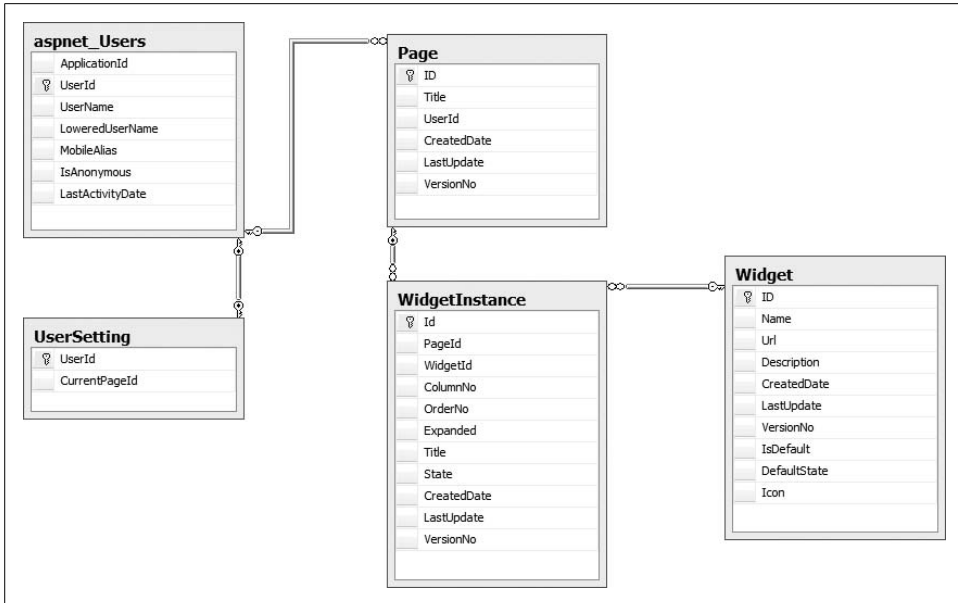 aspnet_Users
ApplicationId
UserId
UserName
LoweredUserName
MobileAlias
IsAnonymous
LastActivityDate
UserSetting
UserId
CurrentPageId
Page
ID
Title
UserId
CreatedDate
LastUpdate
VersionNo
WidgetInstance
Id
PageId
WidgetId
ColumnNo
OrderNo
Expanded
Title
State
CreatedDate
LastUpdate
VersionNo
Widget
ID
Name
Url
Description
CreatedDate
LastUpdate
VersionNo
IsDefault
DefaultState
Icon